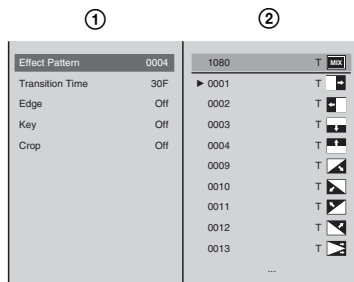 1 2
Effect Pattern 0004
Transition Time 30F
Edge Off
Key Off
Crop Off
1080 T MIX
0001 T
0002 T
0003 T
0004 T
0009 T
0010 T
0011 T
0012 T
0013 T
...